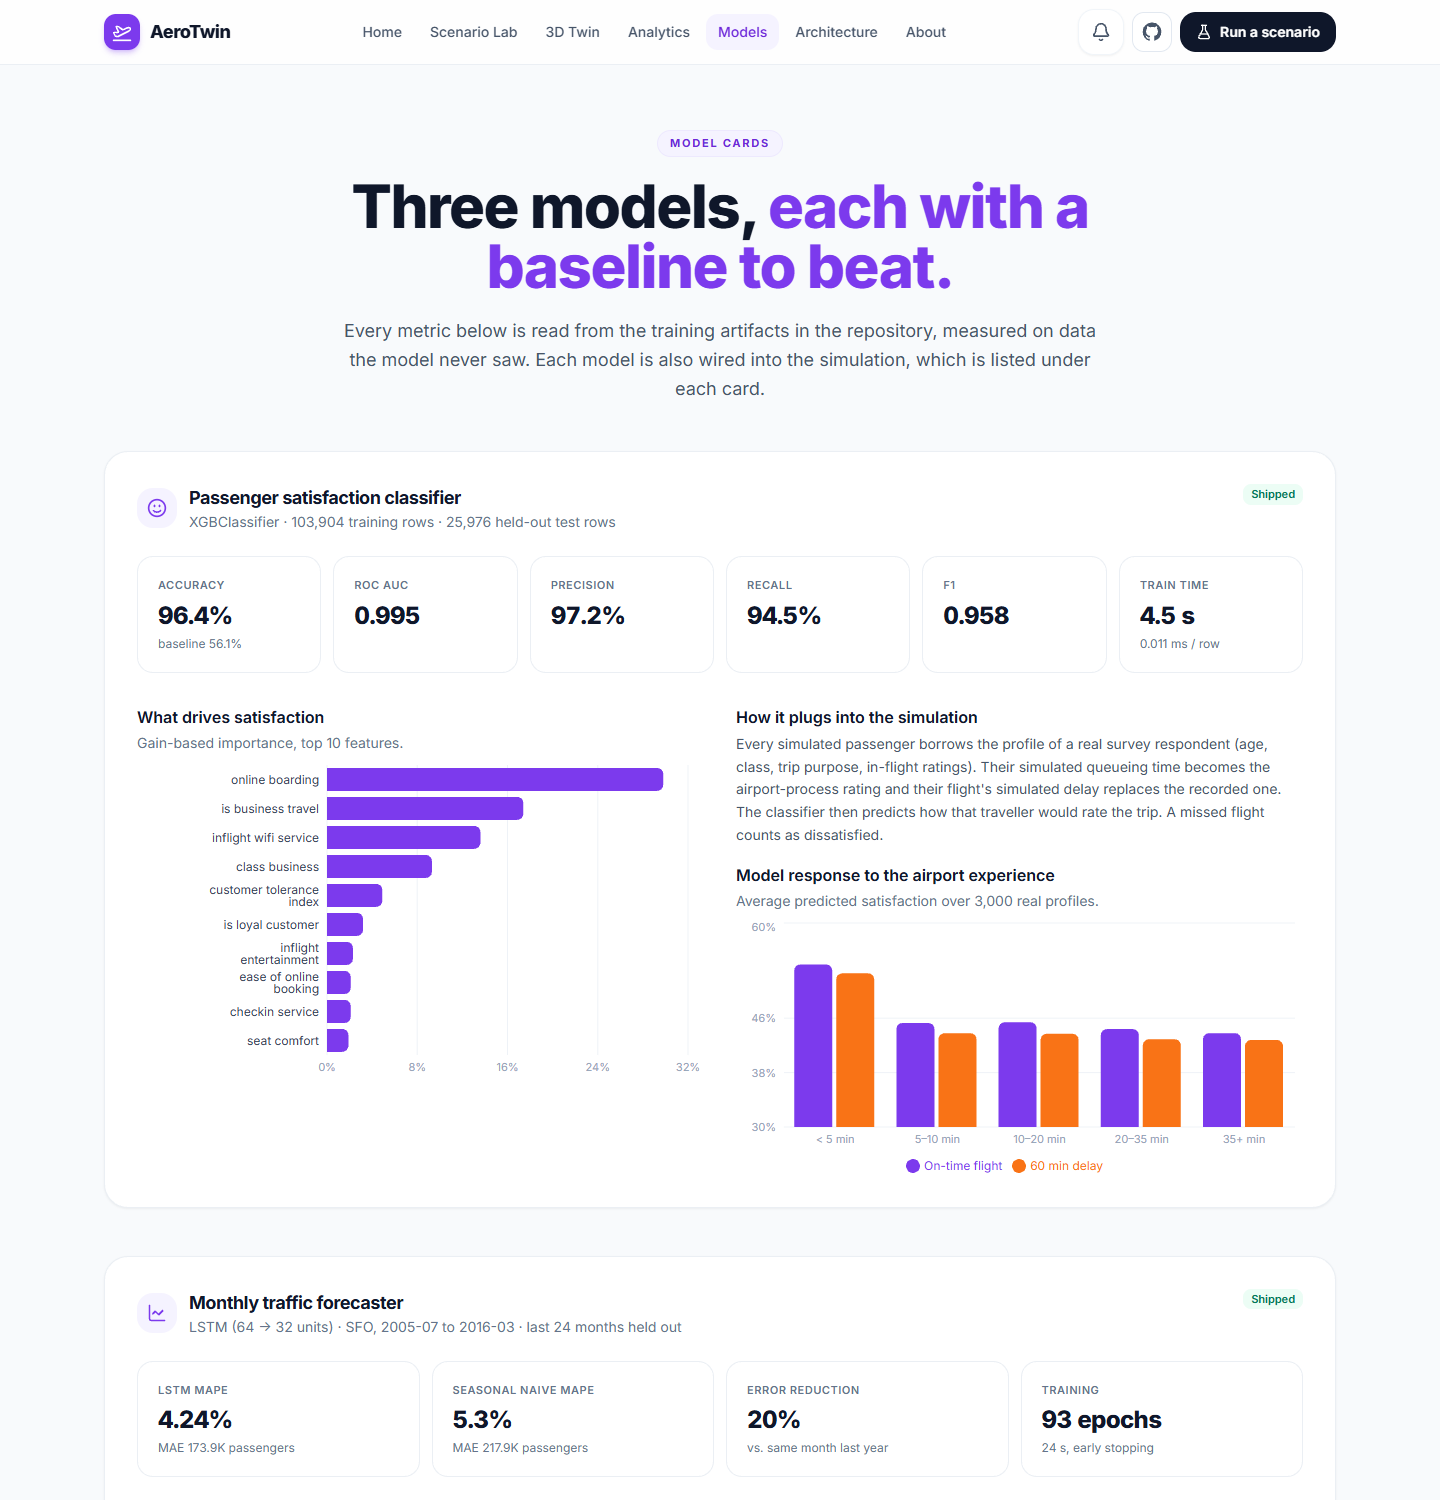 AeroTwin
Home
Scenario Lab
3D Twin
Analytics
Models
Architecture
About
Run a scenario
MODEL CARDS
Three models, each with a
baseline to beat.
Every metric below is read from the training artifacts in the repository, measured on data
the model never saw. Each model is also wired into the simulation, which is listed under
each card.
Passenger satisfaction classifier
XGBClassifier · 103,904 training rows · 25,976 held-out test rows
Shipped
ACCURACY
96.4%
baseline 56.1%
ROC AUC
0.995
PRECISION
97.2%
RECALL
94.5%
F1
0.958
TRAIN TIME
4.5 s
0.011 ms / row
What drives satisfaction
Gain-based importance, top 10 features.
online boarding
is business travel
inflight wifi service
class business
customer tolerance
index
is loyal customer
inflight
entertainment
ease of online
booking
checkin service
seat comfort
0%
8%
16%
24%
32%
How it plugs into the simulation
Every simulated passenger borrows the profile of a real survey respondent (age,
class, trip purpose, in-flight ratings). Their simulated queueing time becomes the
airport-process rating and their flight's simulated delay replaces the recorded one.
The classifier then predicts how that traveller would rate the trip. A missed flight
counts as dissatisfied.
Model response to the airport experience
Average predicted satisfaction over 3,000 real profiles.
60%
46%
38%
30%
< 5 min
5–10 min
10–20 min
20–35 min
35+ min
On-time flight
60 min delay
Monthly traffic forecaster
LSTM (64 → 32 units) · SFO, 2005-07 to 2016-03 · last 24 months held out
Shipped
LSTM MAPE
4.24%
MAE 173.9K passengers
SEASONAL NAIVE MAPE
5.3%
MAE 217.9K passengers
ERROR REDUCTION
20%
vs. same month last year
TRAINING
93 epochs
24 s, early stopping